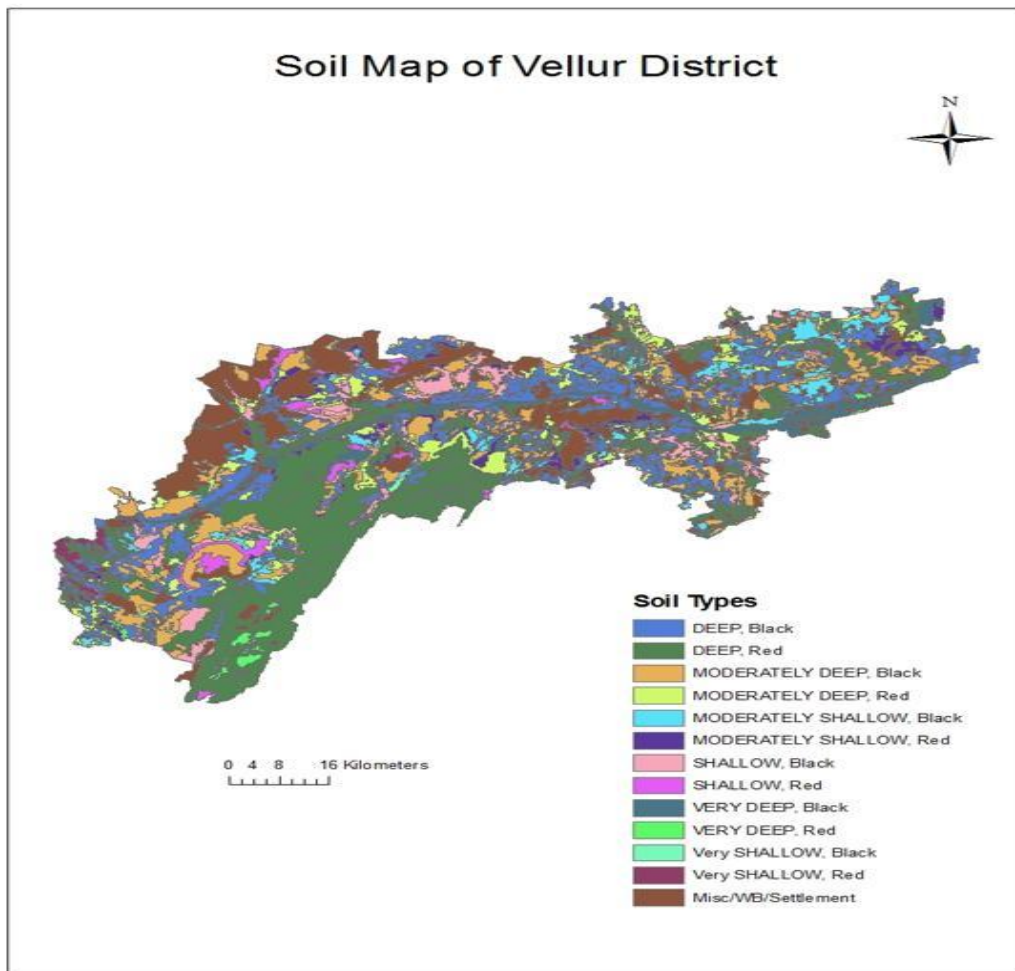 Soil Map of Vellur District
N
Soil Types
DEEP, Black
DEEP, Red
MODERATELY DEEP, Black
MODERATELY DEEP, Red
MODERATELY SHALLOW, Black
MODERATELY SHALLOW, Red
SHALLOW, Black
SHALLOW, Red
VERY DEEP, Black
VERY DEEP, Red
Very SHALLOW, Black
Very SHALLOW, Red
Misc/WB/Settlement
0 4 8 16 Kilometers